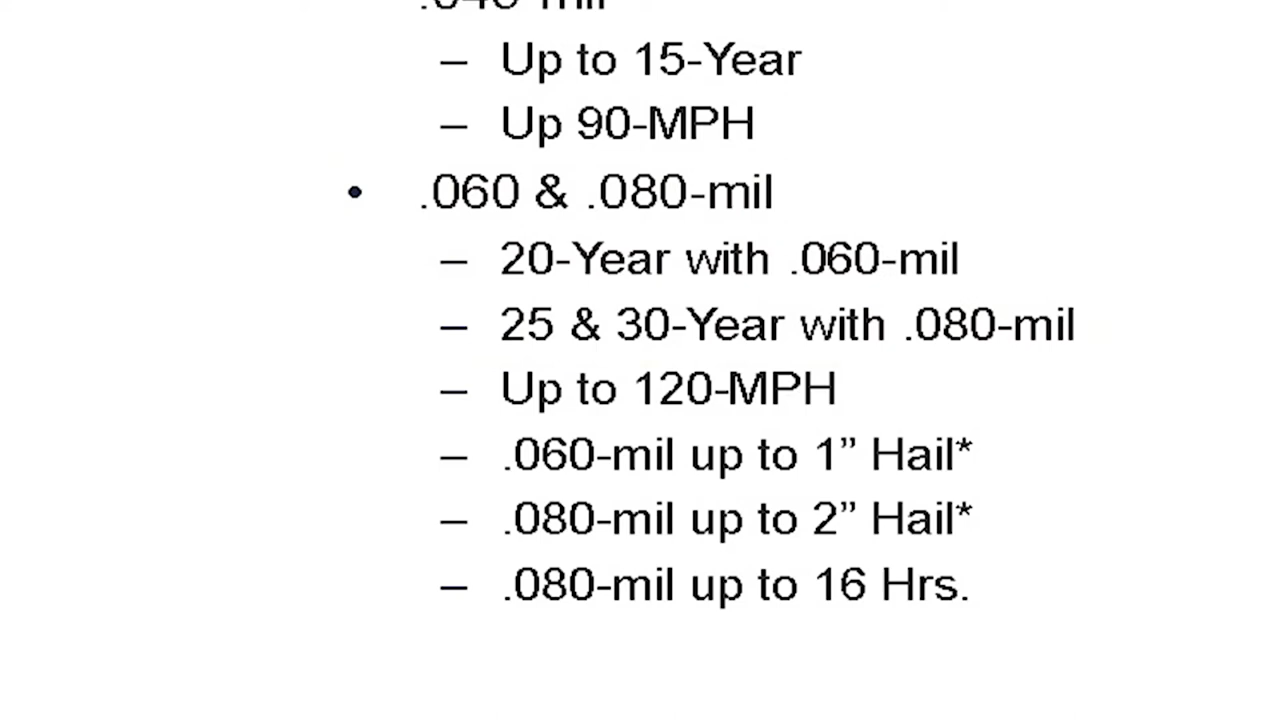 – Up to 15-Year
– Up 90-MPH
• .060 & .080-mil
– 20-Year with .060-mil
– 25 & 30-Year with .080-mil
– Up to 120-MPH
– .060-mil up to 1” Hail*
– .080-mil up to 2” Hail*
– .080-mil up to 16 Hrs.